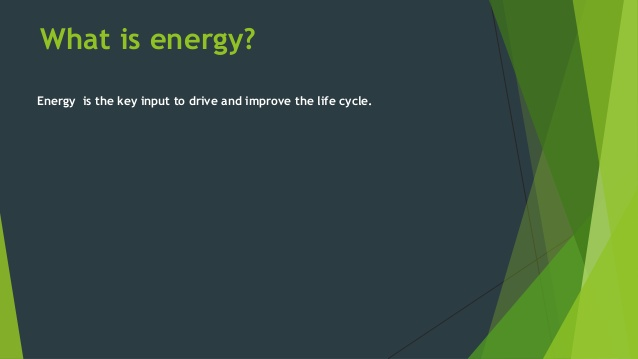 What is energy?
Energy  is the key input to drive and improve the life cycle.